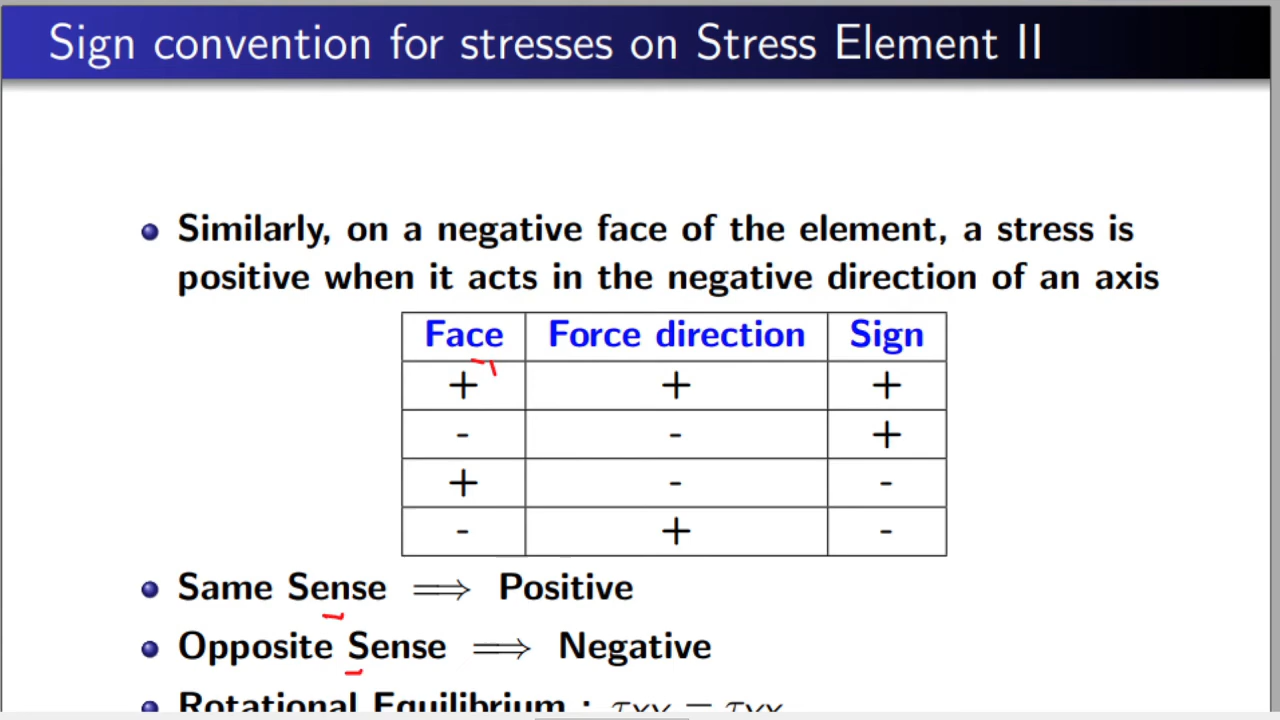 Sign convention for stresses on Stress Element II
Similarly, on a negative face of the element, a stress is
positive when it acts in the negative direction of an axis
Face Force direction Sign
+ + +
- - +
+ - -
- + -
Same Sense ⟹ Positive
Opposite Sense ⟹ Negative
Rotational Equilibrium :